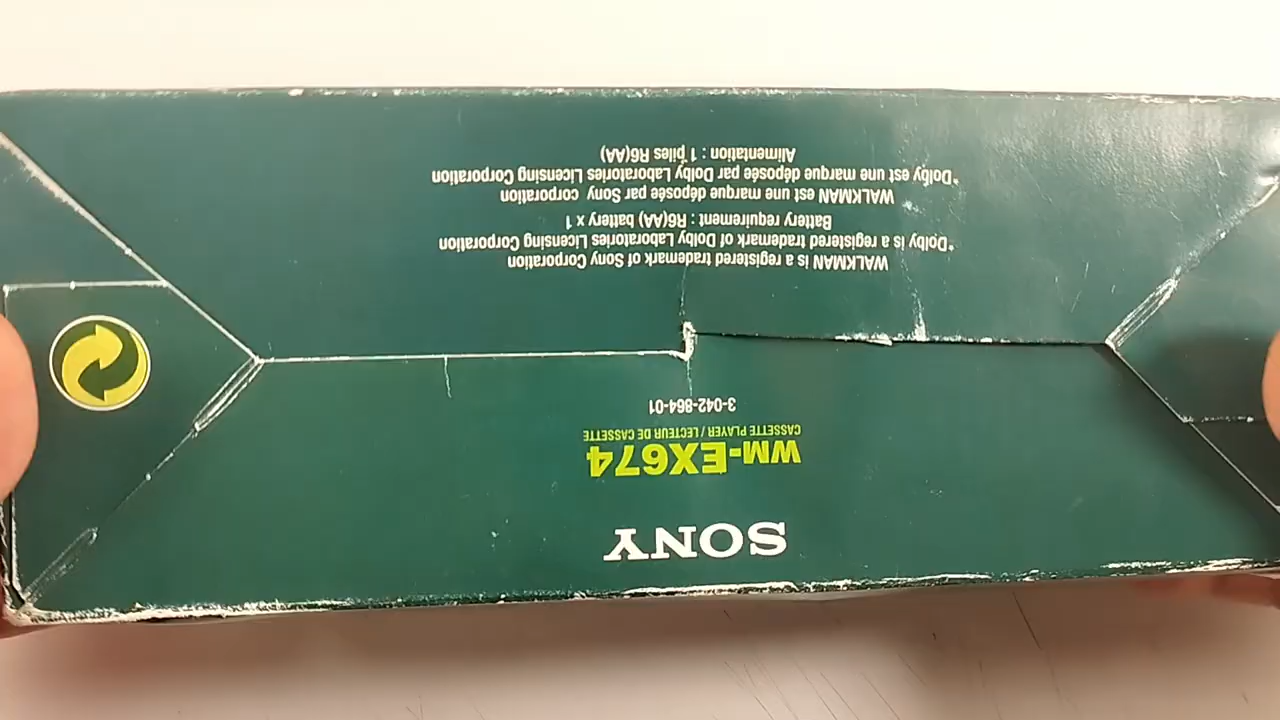 SONY
WM-EX674
CASSETTE PLAYER / LECTEUR DE CASSETTE
3-042-864-01
WALKMAN is a registered trademark of Sony Corporation
*Dolby is a registered trademark of Dolby Laboratories Licensing Corporation
Battery requirement : R6(AA) battery x 1
WALKMAN est une marque déposée par Sony corporation
*Dolby est une marque déposée par Dolby Laboratories Licensing Corporation
Alimentation : 1 piles R6(AA)